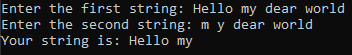 Enter the first string: Hello my dear world
Enter the second string: m y dear world
Your string is: Hello my